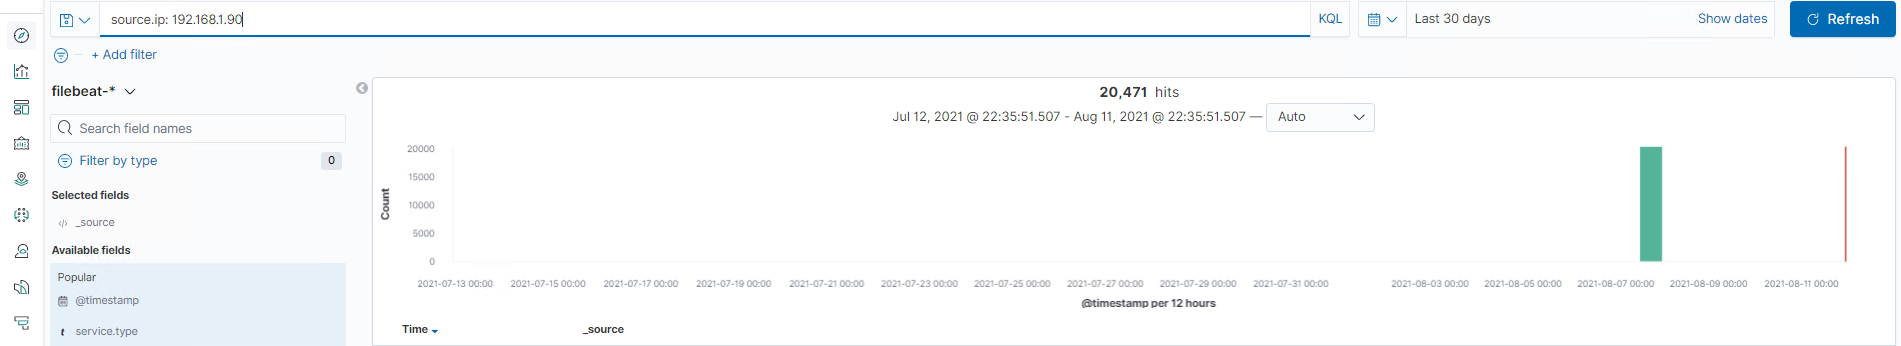 source.ip: 192.168.1.90
KQL
Last 30 days
Show dates
Refresh
+ Add filter
filebeat-*
Search field names
Filter by type
0
Selected fields
</> _source
Available fields
Popular
@timestamp
t service.type
20,471 hits
Jul 12, 2021 @ 22:35:51.507 - Aug 11, 2021 @ 22:35:51.507 — Auto
Count
20000
15000
10000
5000
0
2021-07-13 00:00 2021-07-15 00:00 2021-07-17 00:00 2021-07-19 00:00 2021-07-21 00:00 2021-07-23 00:00 2021-07-25 00:00 2021-07-27 00:00 2021-07-29 00:00 2021-07-31 00:00 2021-08-03 00:00 2021-08-05 00:00 2021-08-07 00:00 2021-08-09 00:00 2021-08-11 00:00
@timestamp per 12 hours
Time _source